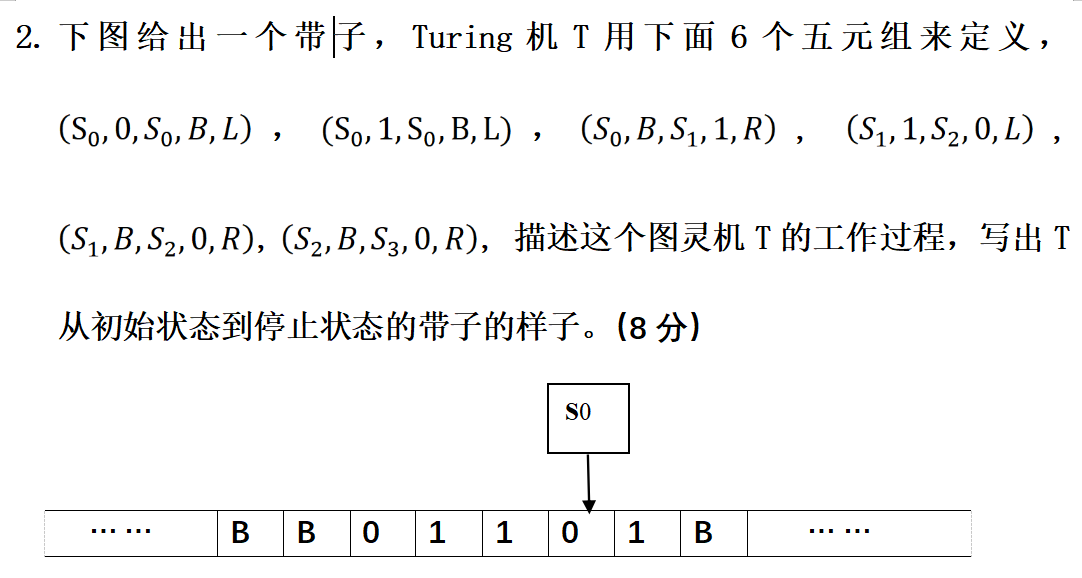 2. 下图给出一个带子，Turing 机 T 用下面 6 个五元组来定义，
(S₀, 0, S₀, B, L) ， (S₀, 1, S₀, B, L) ， (S₀, B, S₁, 1, R) ， (S₁, 1, S₂, 0, L) ，
(S₁, B, S₂, 0, R), (S₂, B, S₃, 0, R), 描述这个图灵机 T 的工作过程，写出 T
从初始状态到停止状态的带子的样子。(8 分)
S0
⋯ ⋯ B B 0 1 1 0 1 B ⋯ ⋯